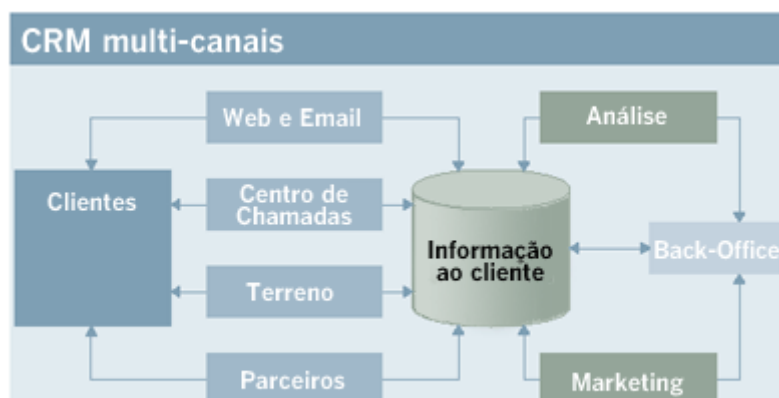 CRM multi-canais
Web e Email
Análise
Clientes
Centro de
Chamadas
Informação
ao cliente
Back-Office
Terreno
Parceiros
Marketing